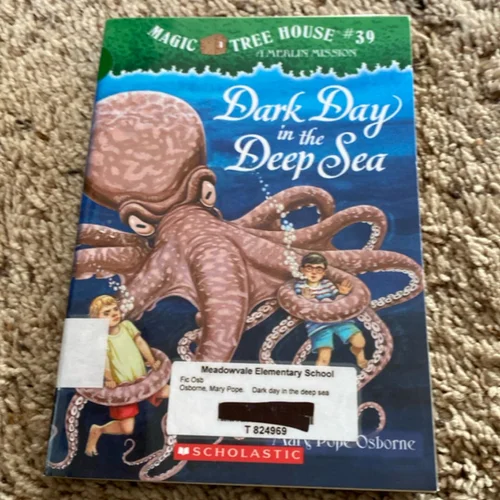 MAGIC TREE HOUSE #39
A MERLIN MISSION
Dark Day
in the
Deep Sea
Meadowvale Elementary School
Fic Osb
Osborne, Mary Pope. Dark day in the deep sea
T 824969
Mary Pope Osborne
SCHOLASTIC